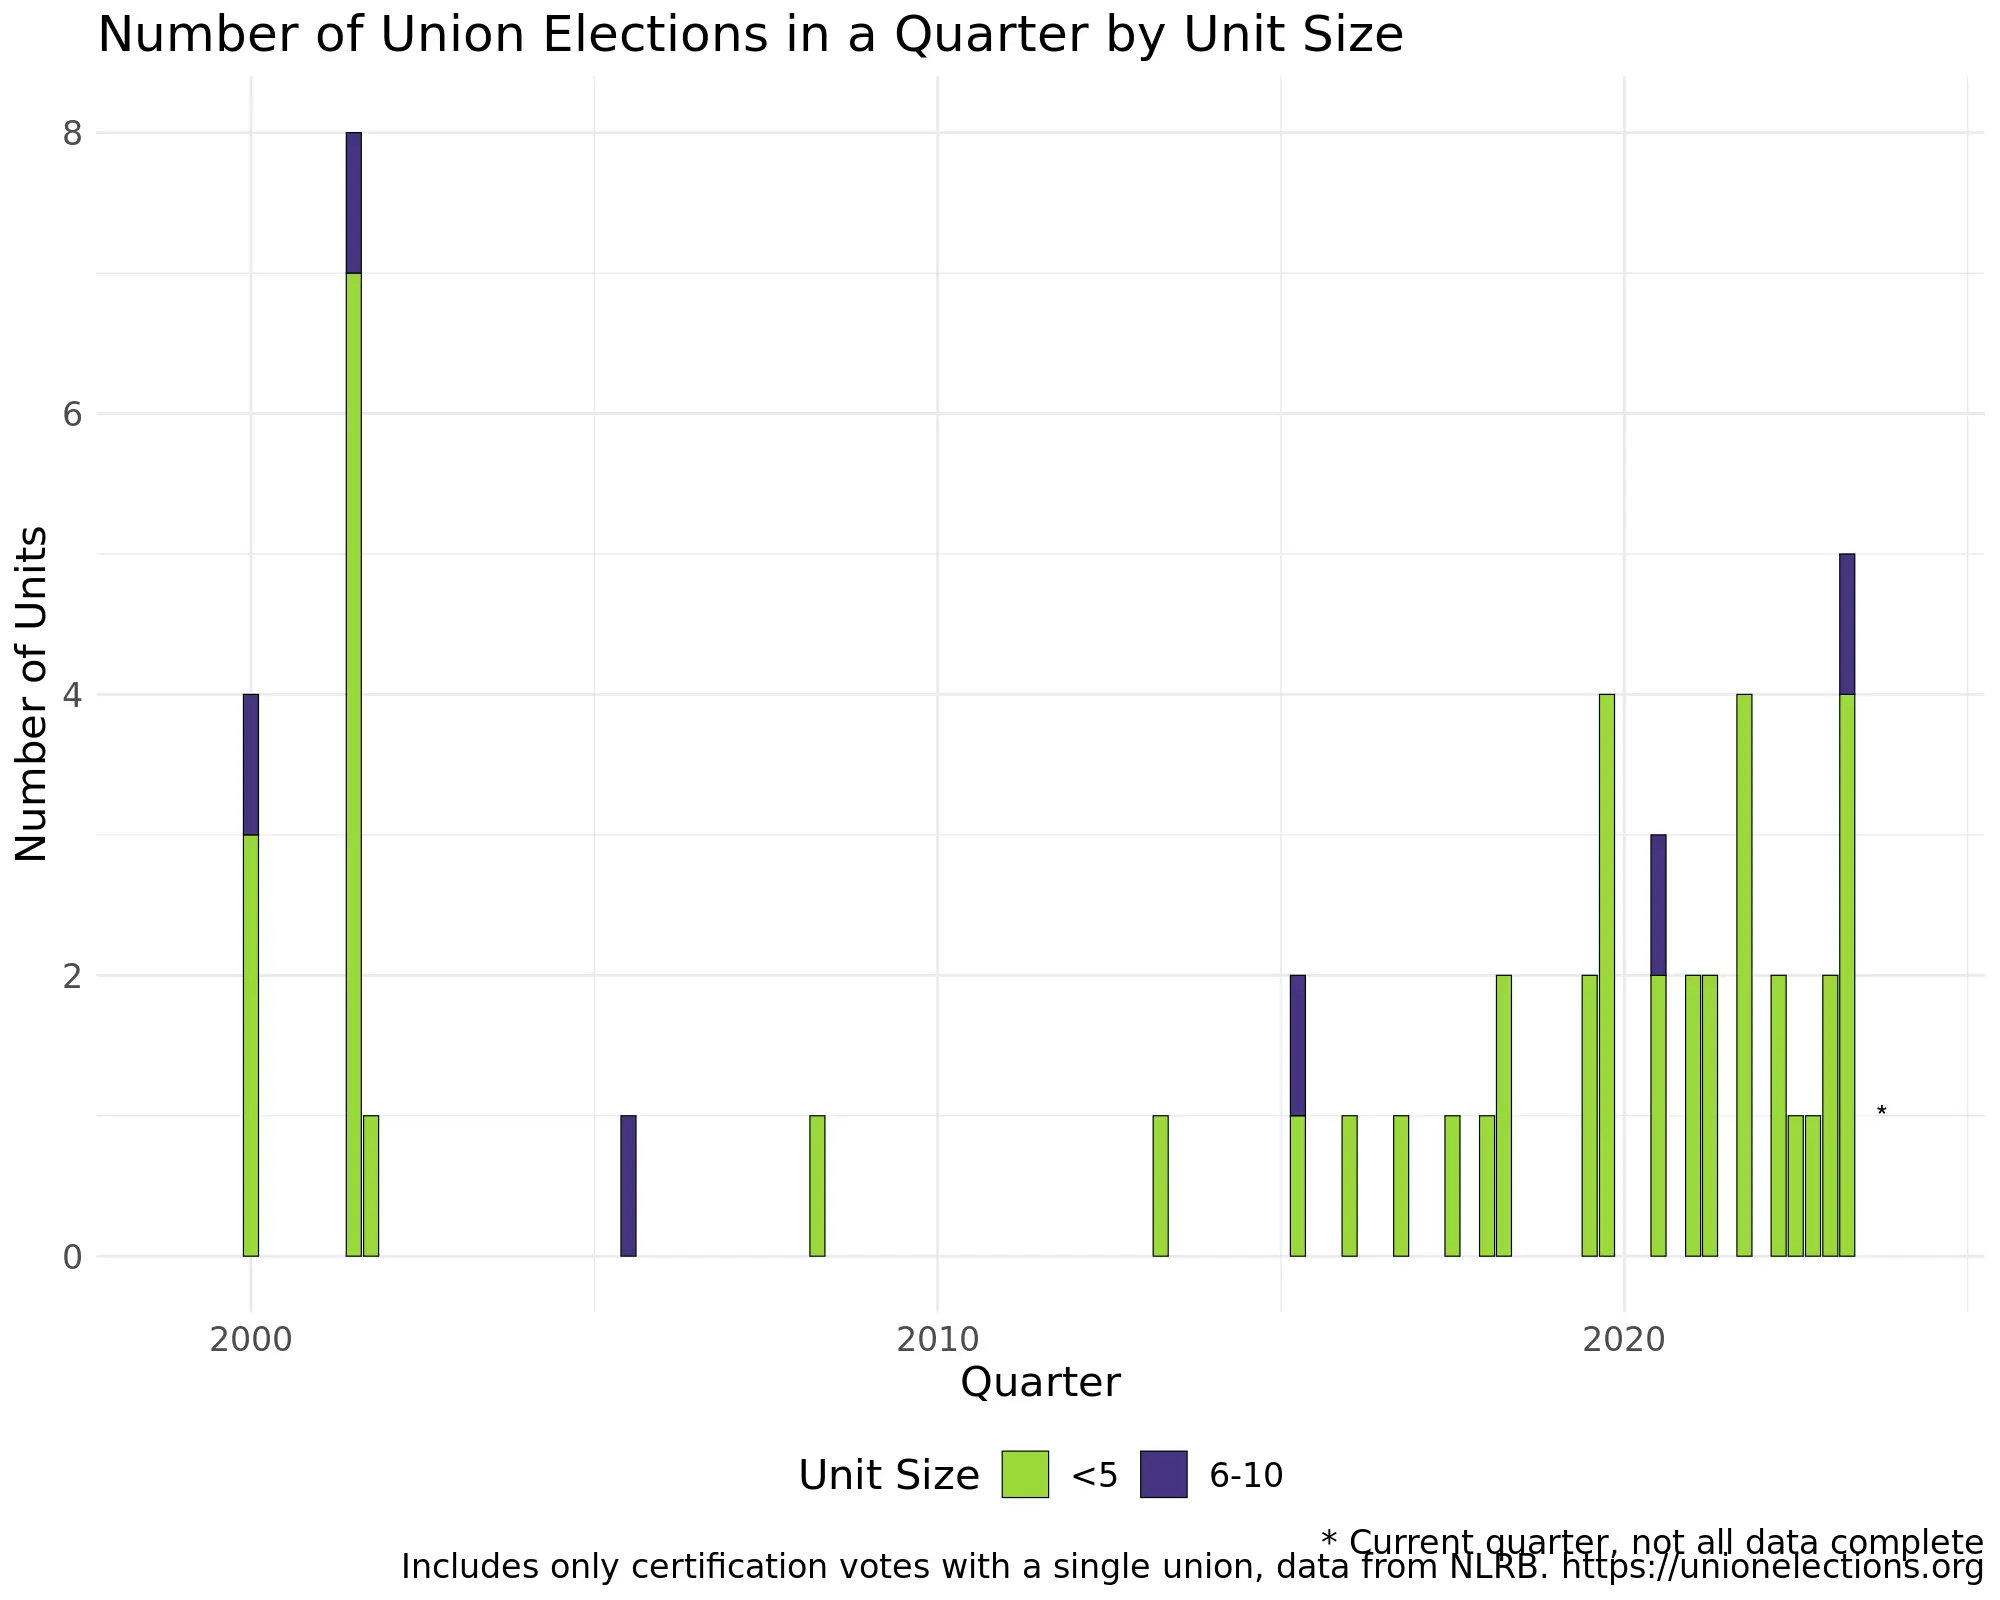 Number of Union Elections in a Quarter by Unit Size
Number of Units
8
6
4
2
0
*
2000 2010 2020
Quarter
Unit Size <5 6-10
* Current quarter, not all data complete
Includes only certification votes with a single union, data from NLRB. https://unionelections.org